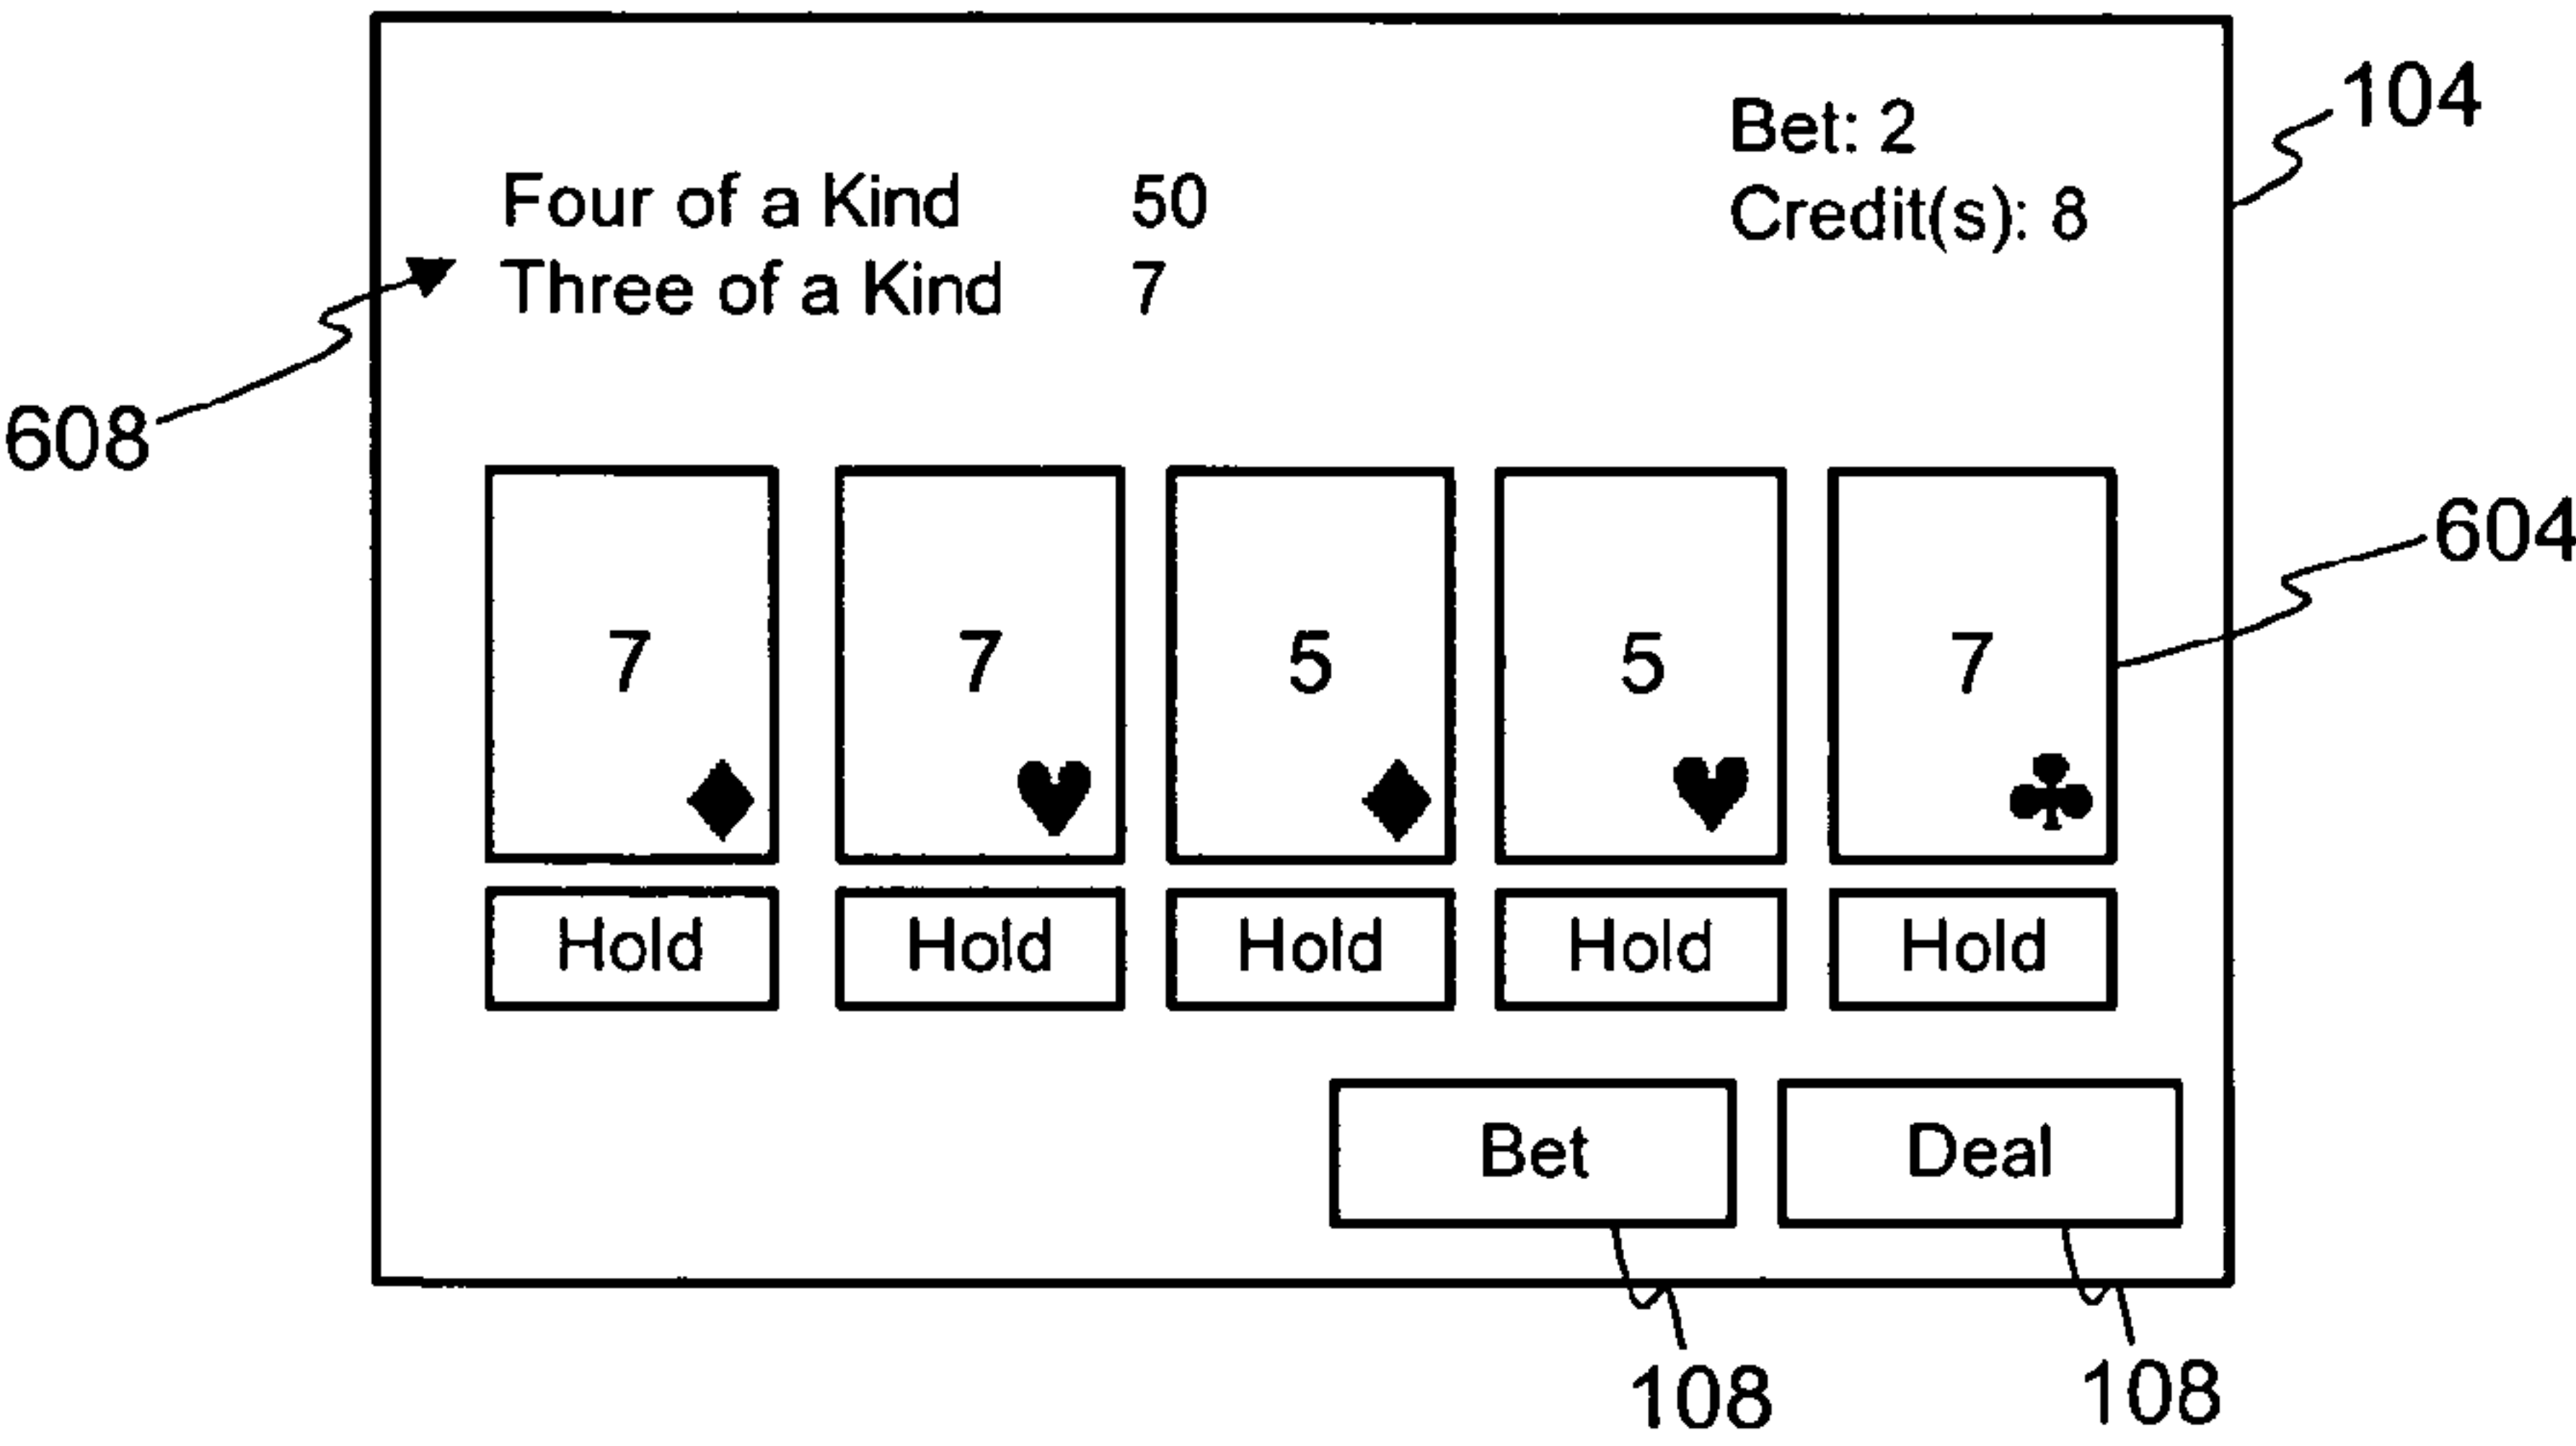 104
Bet: 2
Four of a Kind 50
Credit(s): 8
Three of a Kind 7
608
604
7 7 5 5 7
Hold Hold Hold Hold Hold
Bet Deal
108 108